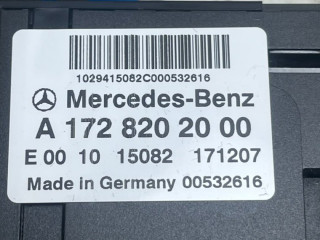 1029415082C000532616
Mercedes-Benz
A 172 820 20 00
E 00 10 15082 171207
Made in Germany 00532616